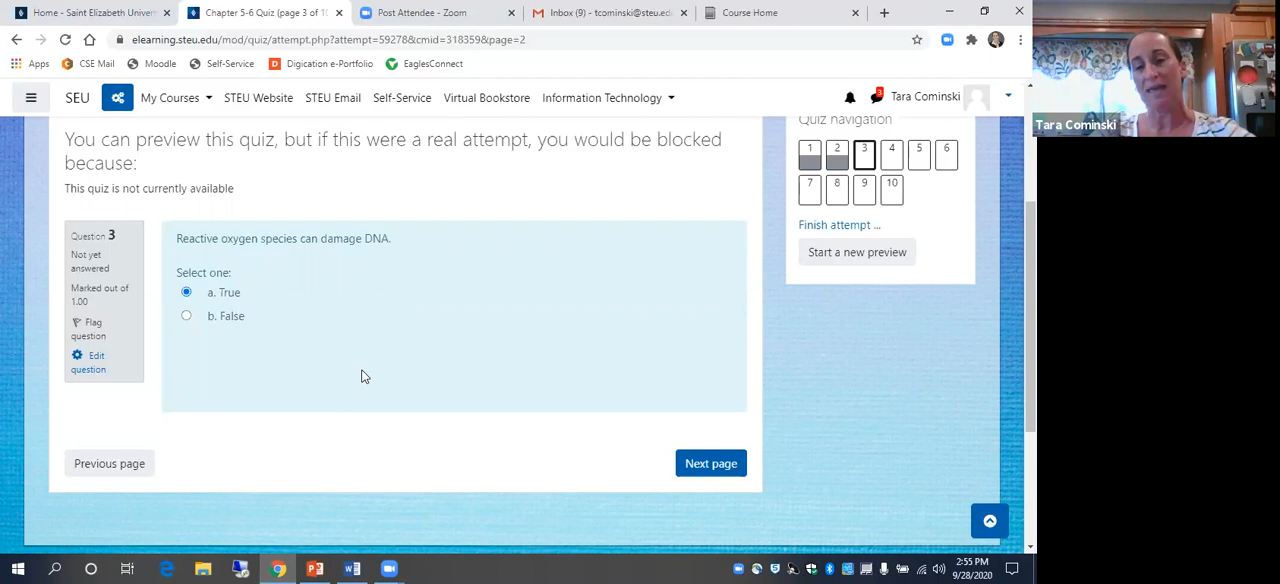 Home - Saint Elizabeth Univer
Chapter 5-6 Quiz (page 3 of 10
Post Attendee - Zoom
Inbox (9) - tcominski@steu.ed
Course Home
elearning.steu.edu/mod/quiz/attempt.php?attempt=59278&cmid=318359&page=2
Apps
CSE Mail
Moodle
Self-Service
Digication e-Portfolio
EaglesConnect
SEU
My Courses
STEU Website
STEU Email
Self-Service
Virtual Bookstore
Information Technology
3
Tara Cominski
Tara Cominski
You can preview this quiz, but if this were a real attempt, you would be blocked
because:
This quiz is not currently available
Question 3
Not yet
answered
Marked out of
1.00
Flag
question
Edit
question
Reactive oxygen species can damage DNA.
Select one:
a. True
b. False
Previous page
Next page
Quiz navigation
1 2 3 4 5 6
7 8 9 10
Finish attempt ...
Start a new preview
2:55 PM
9/28/2020